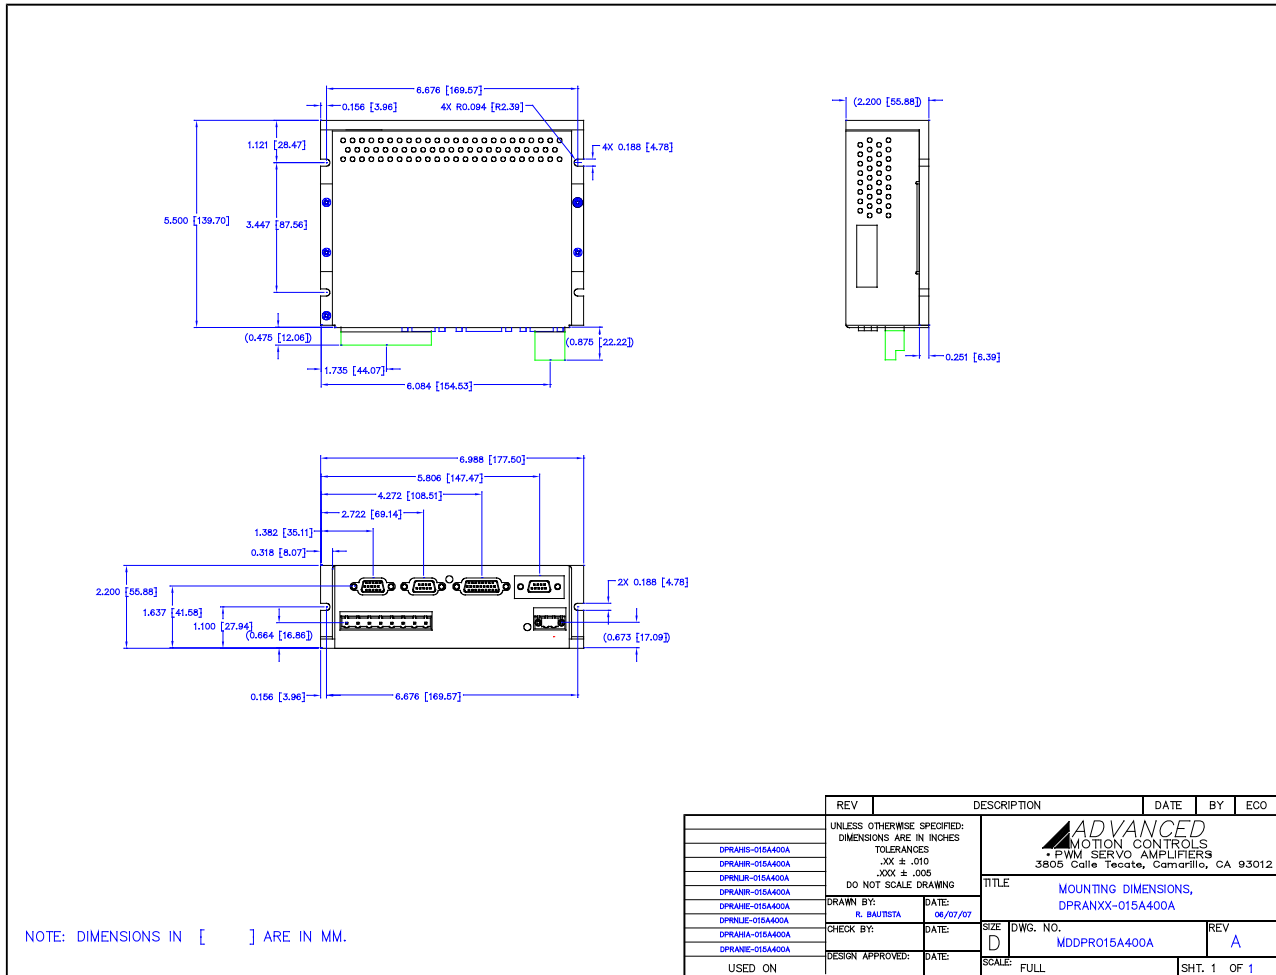 6.676 [169.57]
0.156 [3.96]
4X R0.094 [R2.39]
1.121 [28.47]
4X 0.188 [4.78]
5.500 [139.70]
3.447 [87.56]
(0.475 [12.06])
(0.875 [22.22])
1.735 [44.07]
6.084 [154.53]
(2.200 [55.88])
0.251 [6.39]
6.988 [177.50]
5.806 [147.47]
4.272 [108.51]
2.722 [69.14]
1.382 [35.11]
0.318 [8.07]
2.200 [55.88]
2X 0.188 [4.78]
1.637 [41.58]
1.100 [27.94]
(0.664 [16.86])
(0.673 [17.09])
0.156 [3.96]
6.676 [169.57]
NOTE: DIMENSIONS IN [ ] ARE IN MM.
REV DESCRIPTION DATE BY ECO
DPRAHIS-015A400A
DPRAHIR-015A400A
DPRNLIR-015A400A
DPRANIR-015A400A
DPRAHIE-015A400A
DPRNLIE-015A400A
DPRAHIA-015A400A
DPRANIE-015A400A
USED ON
UNLESS OTHERWISE SPECIFIED:
DIMENSIONS ARE IN INCHES
TOLERANCES
.XX ± .010
.XXX ± .005
DO NOT SCALE DRAWING
DRAWN BY: DATE:
R. BAUTISTA 06/07/07
CHECK BY: DATE:
DESIGN APPROVED: DATE:
ADVANCED
MOTION CONTROLS
• PWM SERVO AMPLIFIERS
3805 Calle Tecate, Camarillo, CA 93012
TITLE
MOUNTING DIMENSIONS,
DPRANXX-015A400A
SIZE DWG. NO. REV
D MDDPR015A400A A
SCALE: FULL SHT. 1 OF 1